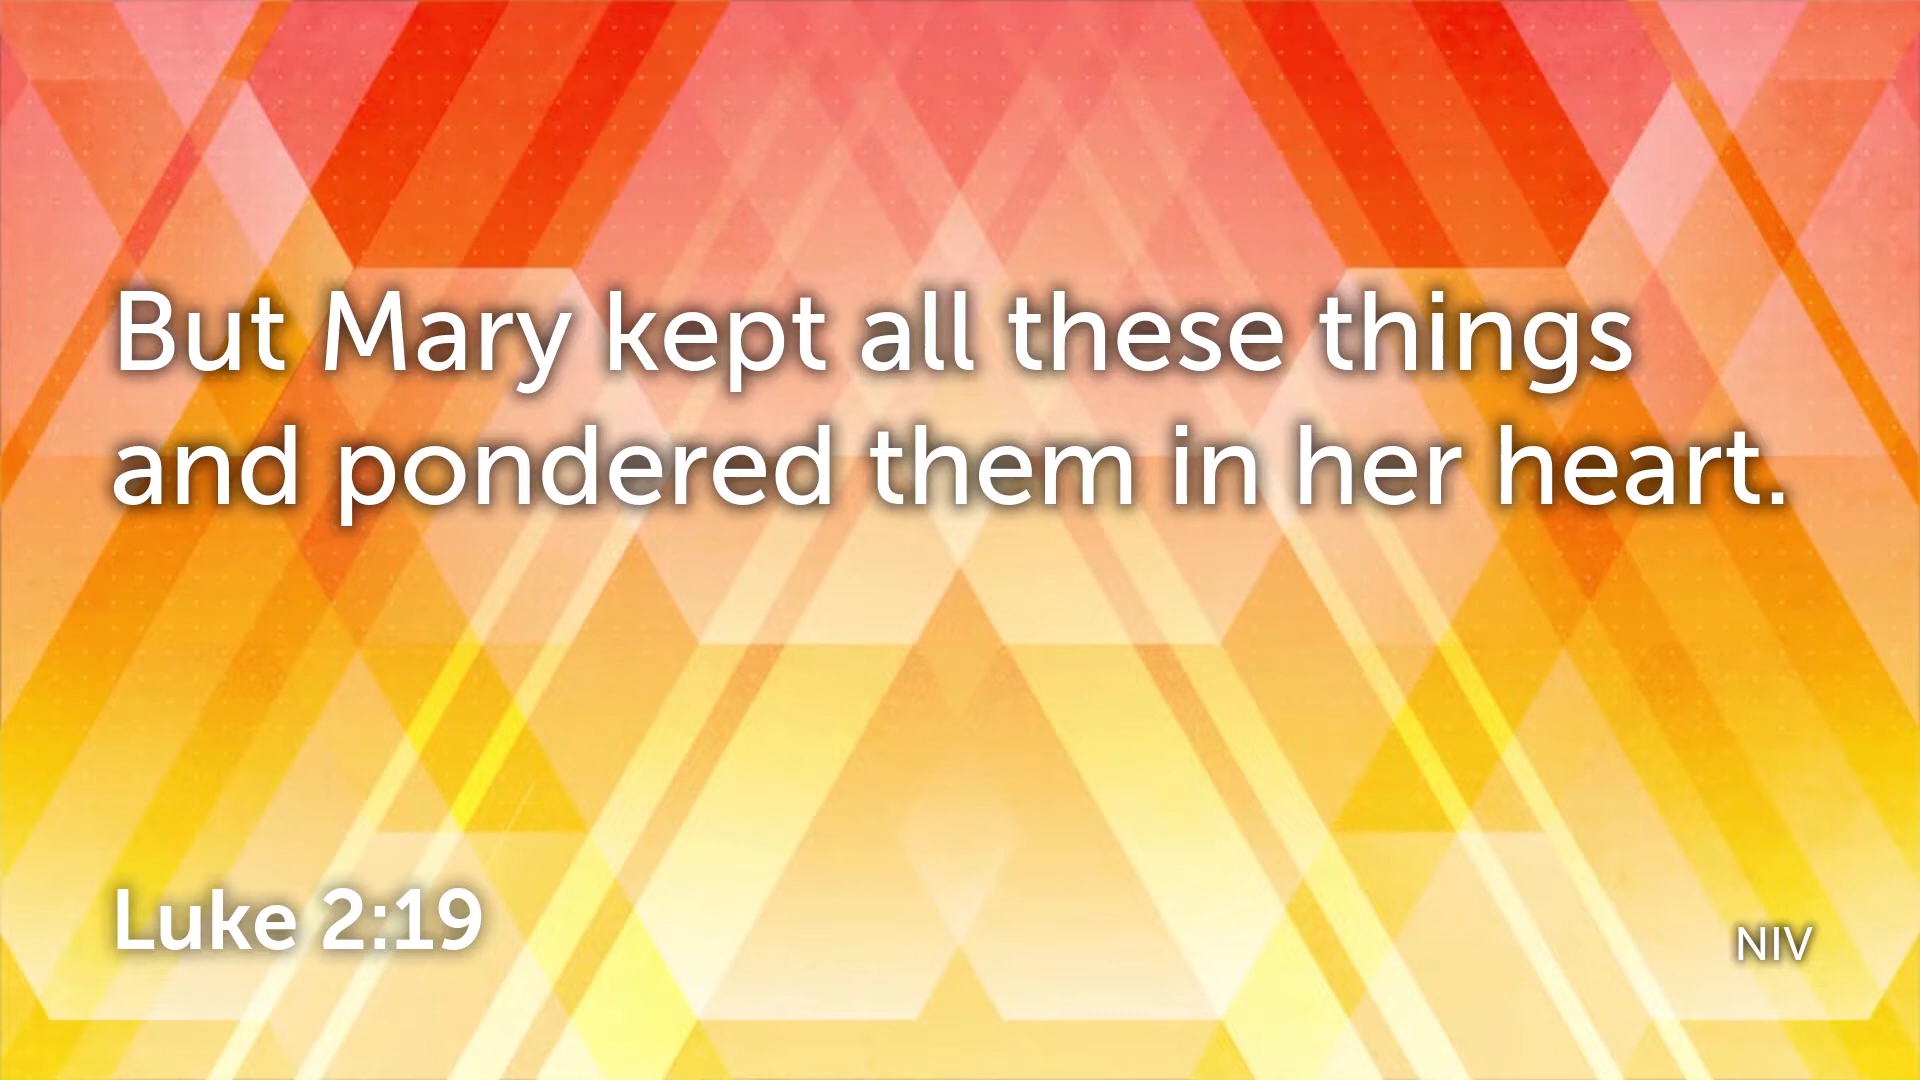 But Mary kept all these things
and pondered them in her heart.
Luke 2:19
NIV